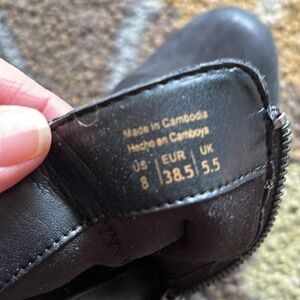 Made in Cambodia
Hecho en Camboya
US EUR UK
8 38.5 5.5